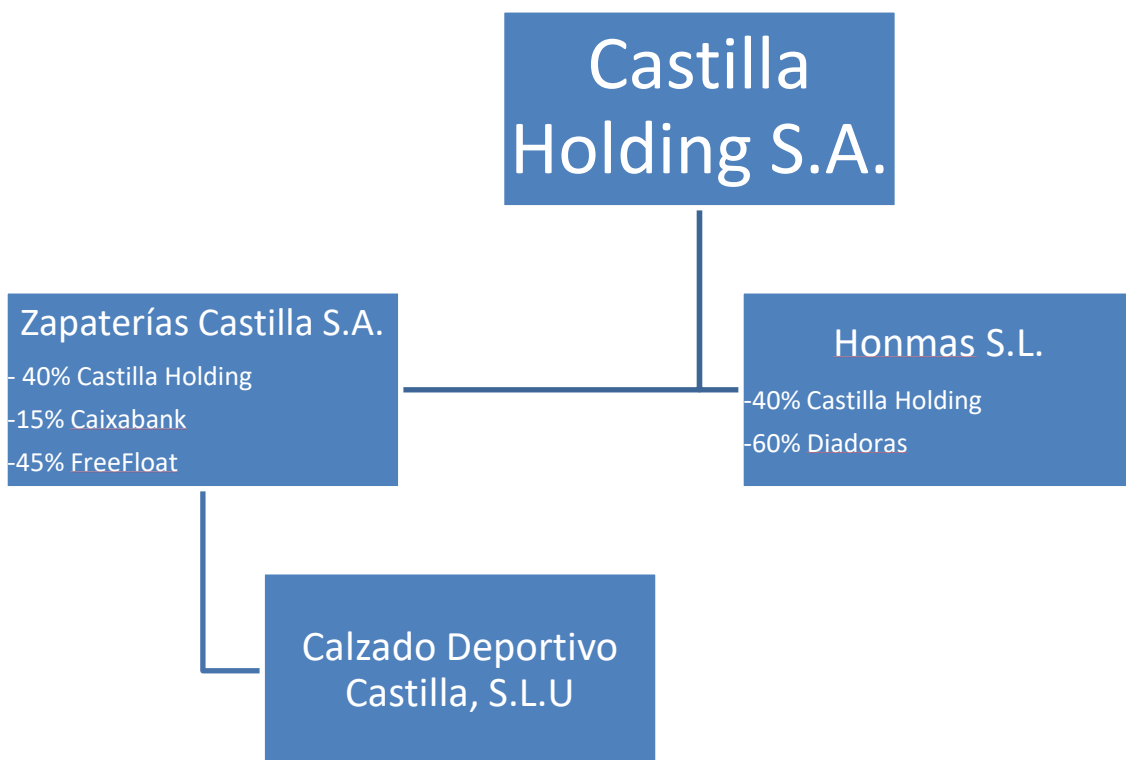 Castilla
Holding S.A.
Zapaterías Castilla S.A.
- 40% Castilla Holding
-15% Caixabank
-45% FreeFloat
Honmas S.L.
-40% Castilla Holding
-60% Diadoras
Calzado Deportivo
Castilla, S.L.U